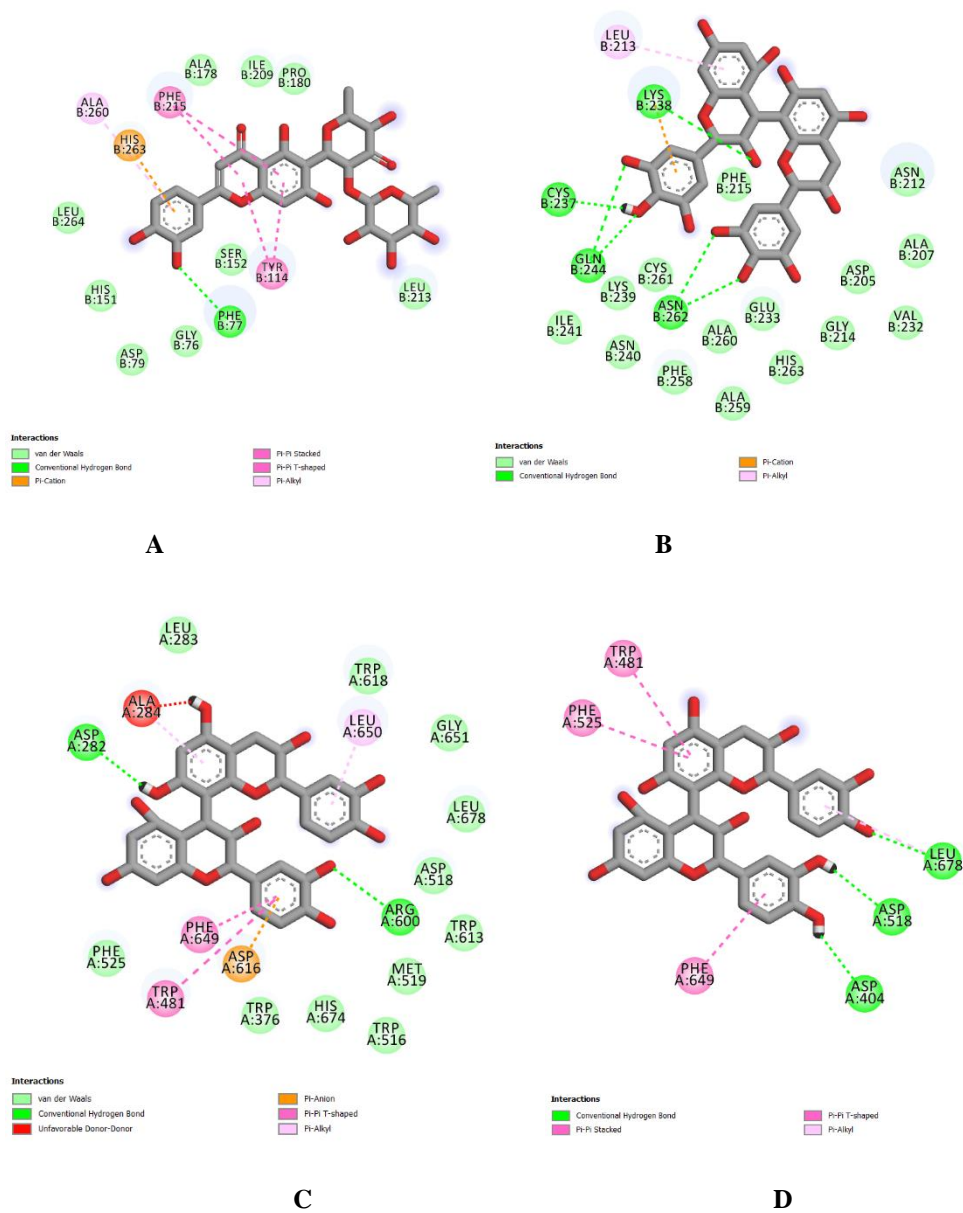 ALA
B:178
ILE
B:209
PRO
B:180
PHE
B:215
ALA
B:260
HIS
B:263
LEU
B:264
SER
B:152
TYR
B:114
LEU
B:213
HIS
B:151
PHE
B:77
GLY
B:76
ASP
B:79
Interactions
van der Waals
Conventional Hydrogen Bond
Pi-Cation
Pi-Pi Stacked
Pi-Pi T-shaped
Pi-Alkyl
A
LEU
B:213
LYS
B:238
PHE
B:215
ASN
B:212
CYS
B:237
GLN
B:244
CYS
B:261
ALA
B:207
LYS
B:239
ASP
B:205
ASN
B:262
GLU
B:233
ILE
B:241
ALA
B:260
GLY
B:214
VAL
B:232
ASN
B:240
PHE
B:258
HIS
B:263
ALA
B:259
Interactions
van der Waals
Conventional Hydrogen Bond
Pi-Cation
Pi-Alkyl
B
LEU
A:283
TRP
A:618
ALA
A:284
LEU
A:650
ASP
A:282
GLY
A:651
LEU
A:678
ASP
A:518
ARG
A:600
TRP
A:613
PHE
A:649
ASP
A:616
PHE
A:525
MET
A:519
TRP
A:481
TRP
A:376
HIS
A:674
TRP
A:516
Interactions
van der Waals
Conventional Hydrogen Bond
Unfavorable Donor-Donor
Pi-Anion
Pi-Pi T-shaped
Pi-Alkyl
C
TRP
A:481
PHE
A:525
LEU
A:678
ASP
A:518
PHE
A:649
ASP
A:404
Interactions
Conventional Hydrogen Bond
Pi-Pi Stacked
Pi-Pi T-shaped
Pi-Alkyl
D